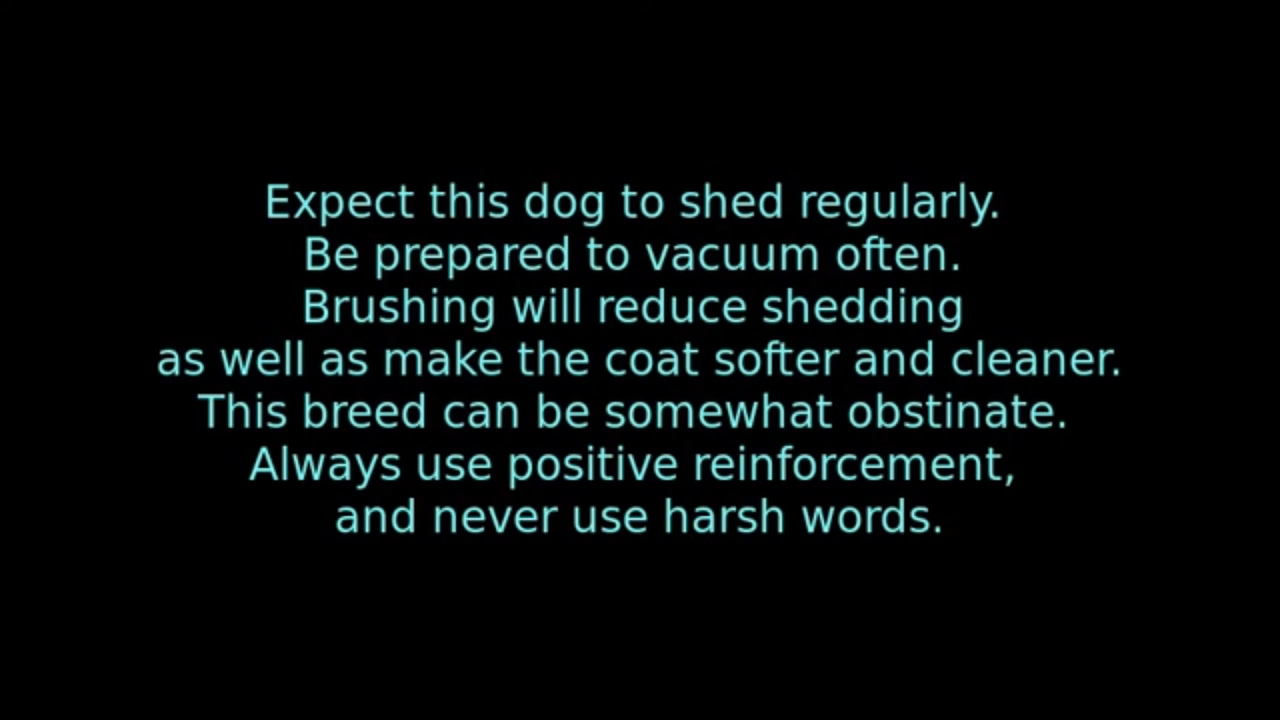 Expect this dog to shed regularly.
Be prepared to vacuum often.
Brushing will reduce shedding
as well as make the coat softer and cleaner.
This breed can be somewhat obstinate.
Always use positive reinforcement,
and never use harsh words.